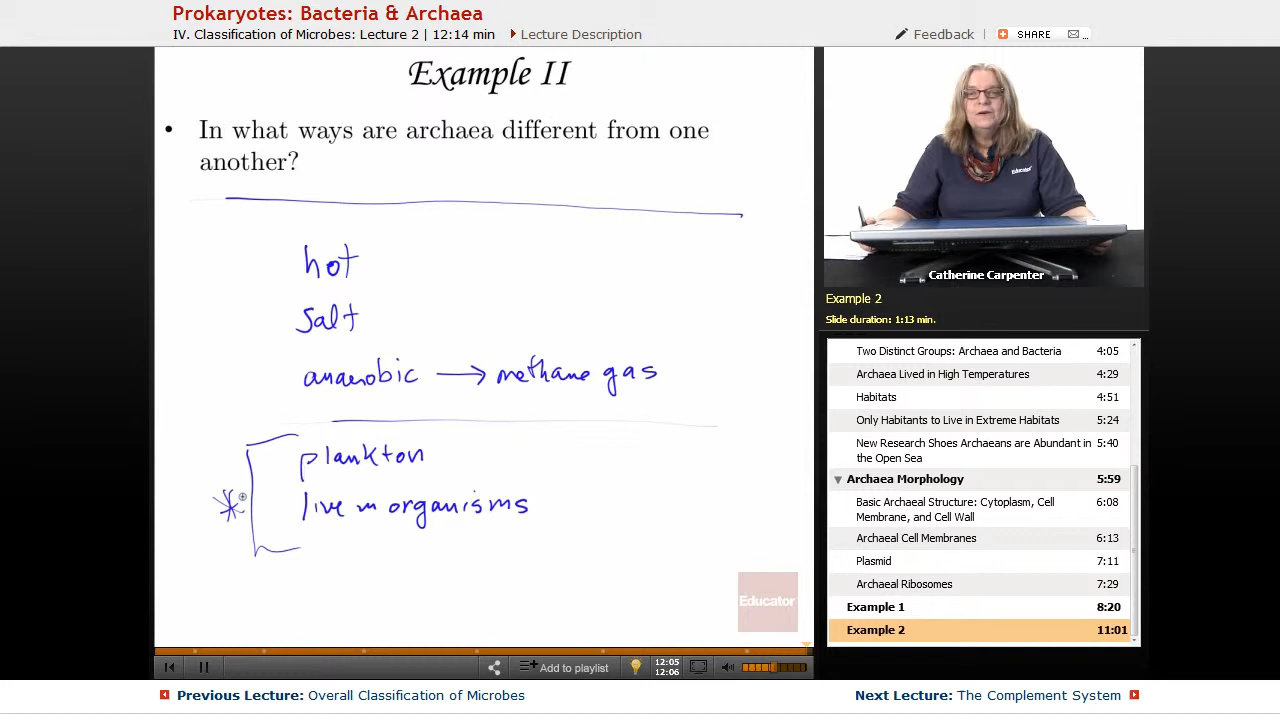 Prokaryotes: Bacteria & Archaea
IV. Classification of Microbes: Lecture 2 | 12:14 min
Lecture Description
Feedback
SHARE
Example II
• In what ways are archaea different from one
another?
hot
salt
anaerobic → methane gas
plankton
* live in organisms
Educator
Educator
Catherine Carpenter
Example 2
Slide duration: 1:13 min.
Two Distinct Groups: Archaea and Bacteria 4:05
Archaea Lived in High Temperatures 4:29
Habitats 4:51
Only Habitants to Live in Extreme Habitats 5:24
New Research Shoes Archaeans are Abundant in 5:40
the Open Sea
Archaea Morphology 5:59
Basic Archaeal Structure: Cytoplasm, Cell 6:08
Membrane, and Cell Wall
Archaeal Cell Membranes 6:13
Plasmid 7:11
Archaeal Ribosomes 7:29
Example 1 8:20
Example 2 11:01
Add to playlist
12:05
12:06
Previous Lecture: Overall Classification of Microbes
Next Lecture: The Complement System